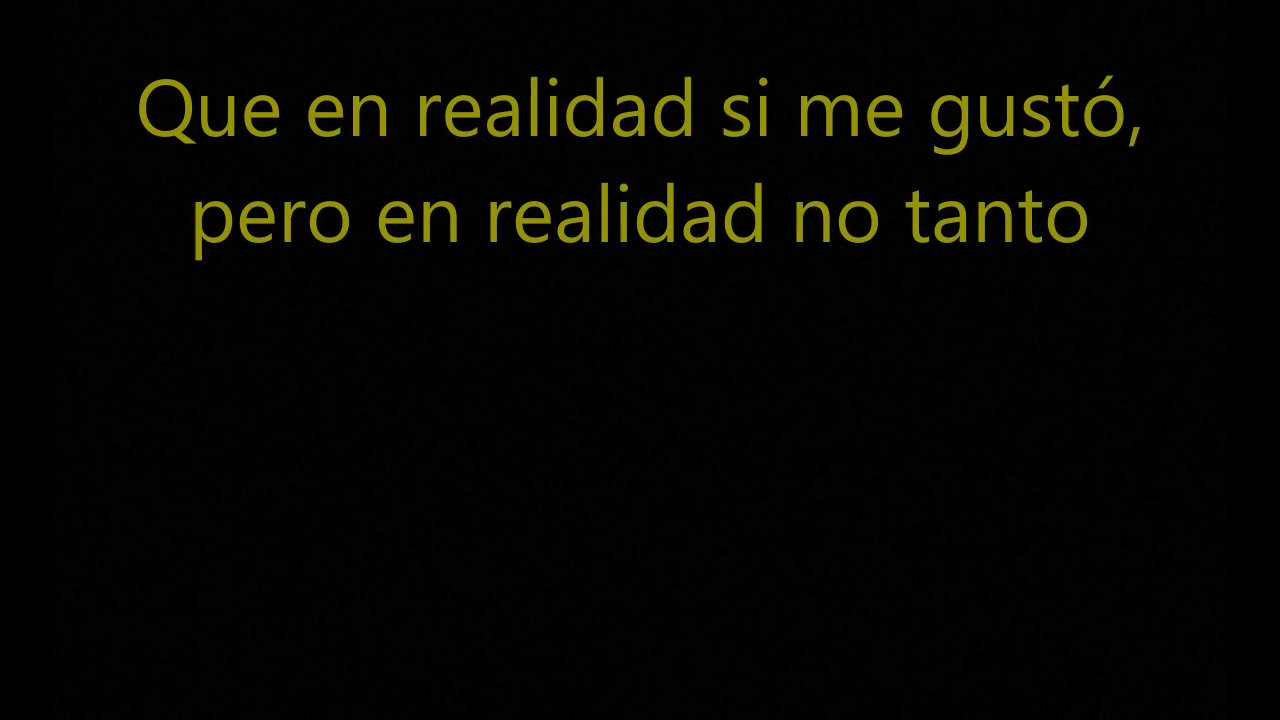 Que en realidad si me gustó,
pero en realidad no tanto